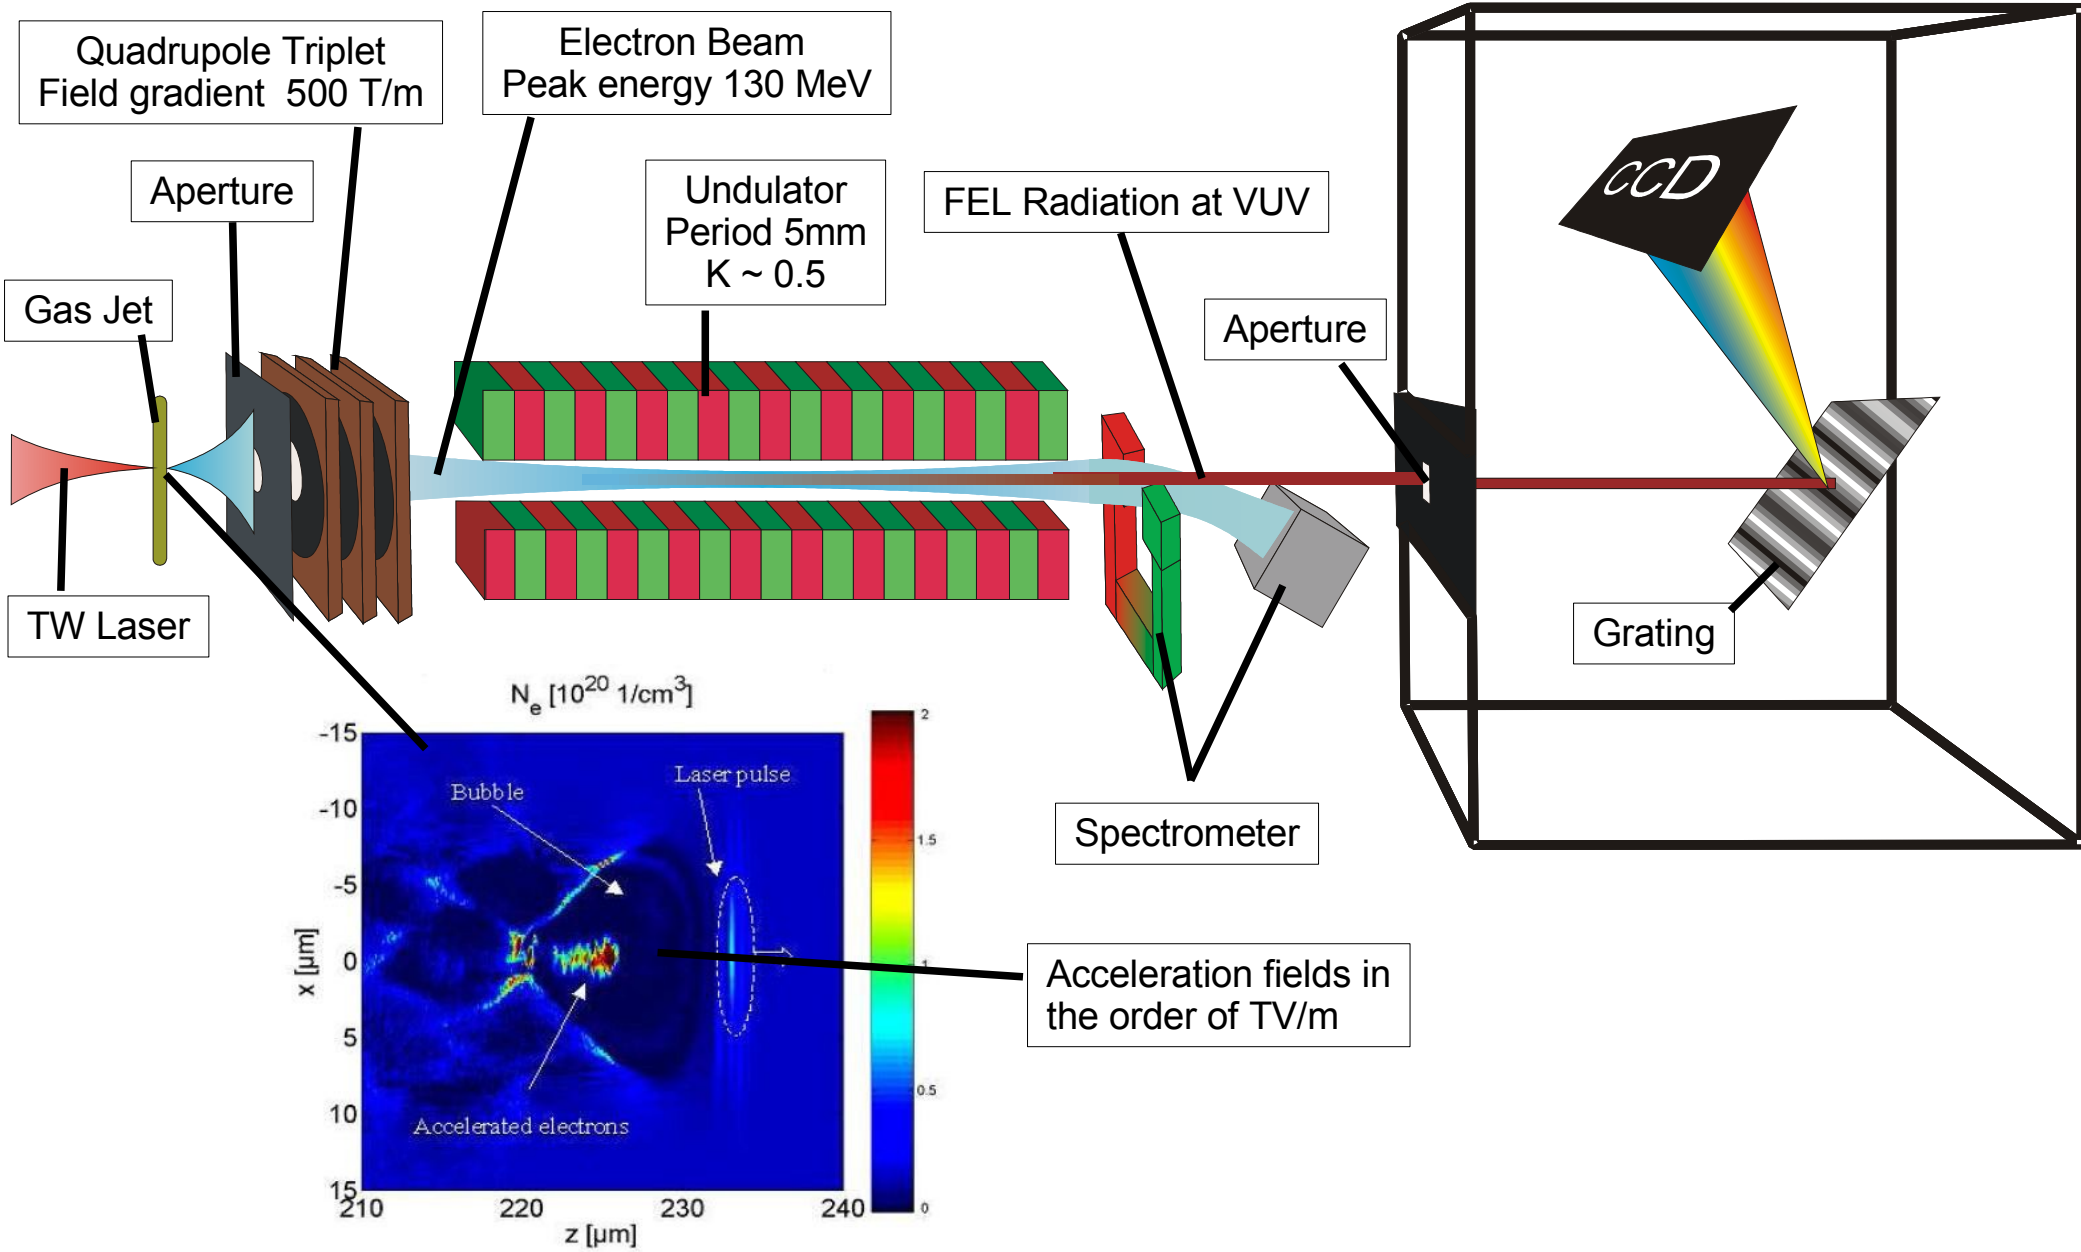 Quadrupole Triplet
Field gradient 500 T/m
Electron Beam
Peak energy 130 MeV
Aperture
Undulator
Period 5mm
K ~ 0.5
FEL Radiation at VUV
CCD
Gas Jet
Aperture
TW Laser
Grating
Spectrometer
Acceleration fields in
the order of TV/m
N_e [10^20 1/cm^3]
-15
-10
-5
0
5
10
15
x [µm]
210
220
230
240
z [µm]
Bubble
Laser pulse
Accelerated electrons
2
1.5
1
0.5
0